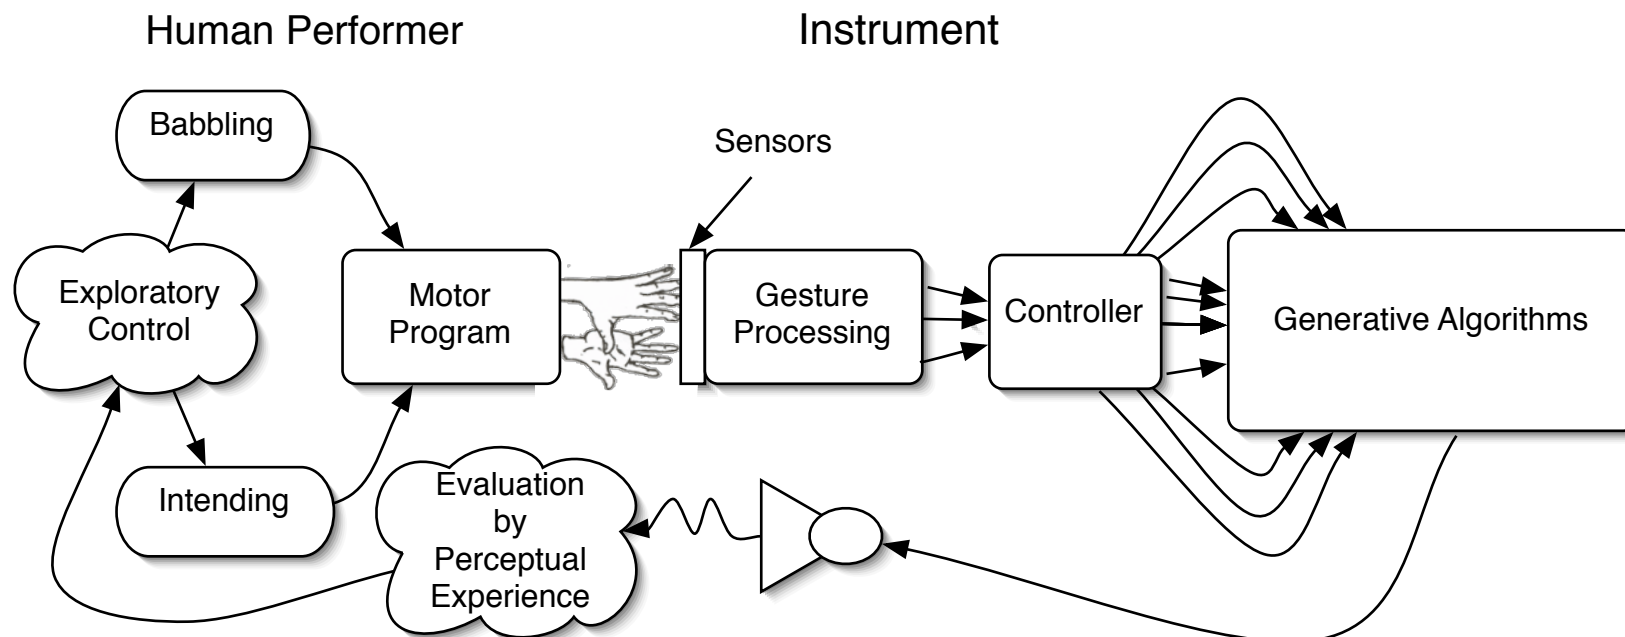 Human Performer
Instrument
Babbling
Sensors
Exploratory
Control
Motor
Program
Gesture
Processing
Controller
Generative Algorithms
Intending
Evaluation
by
Perceptual
Experience